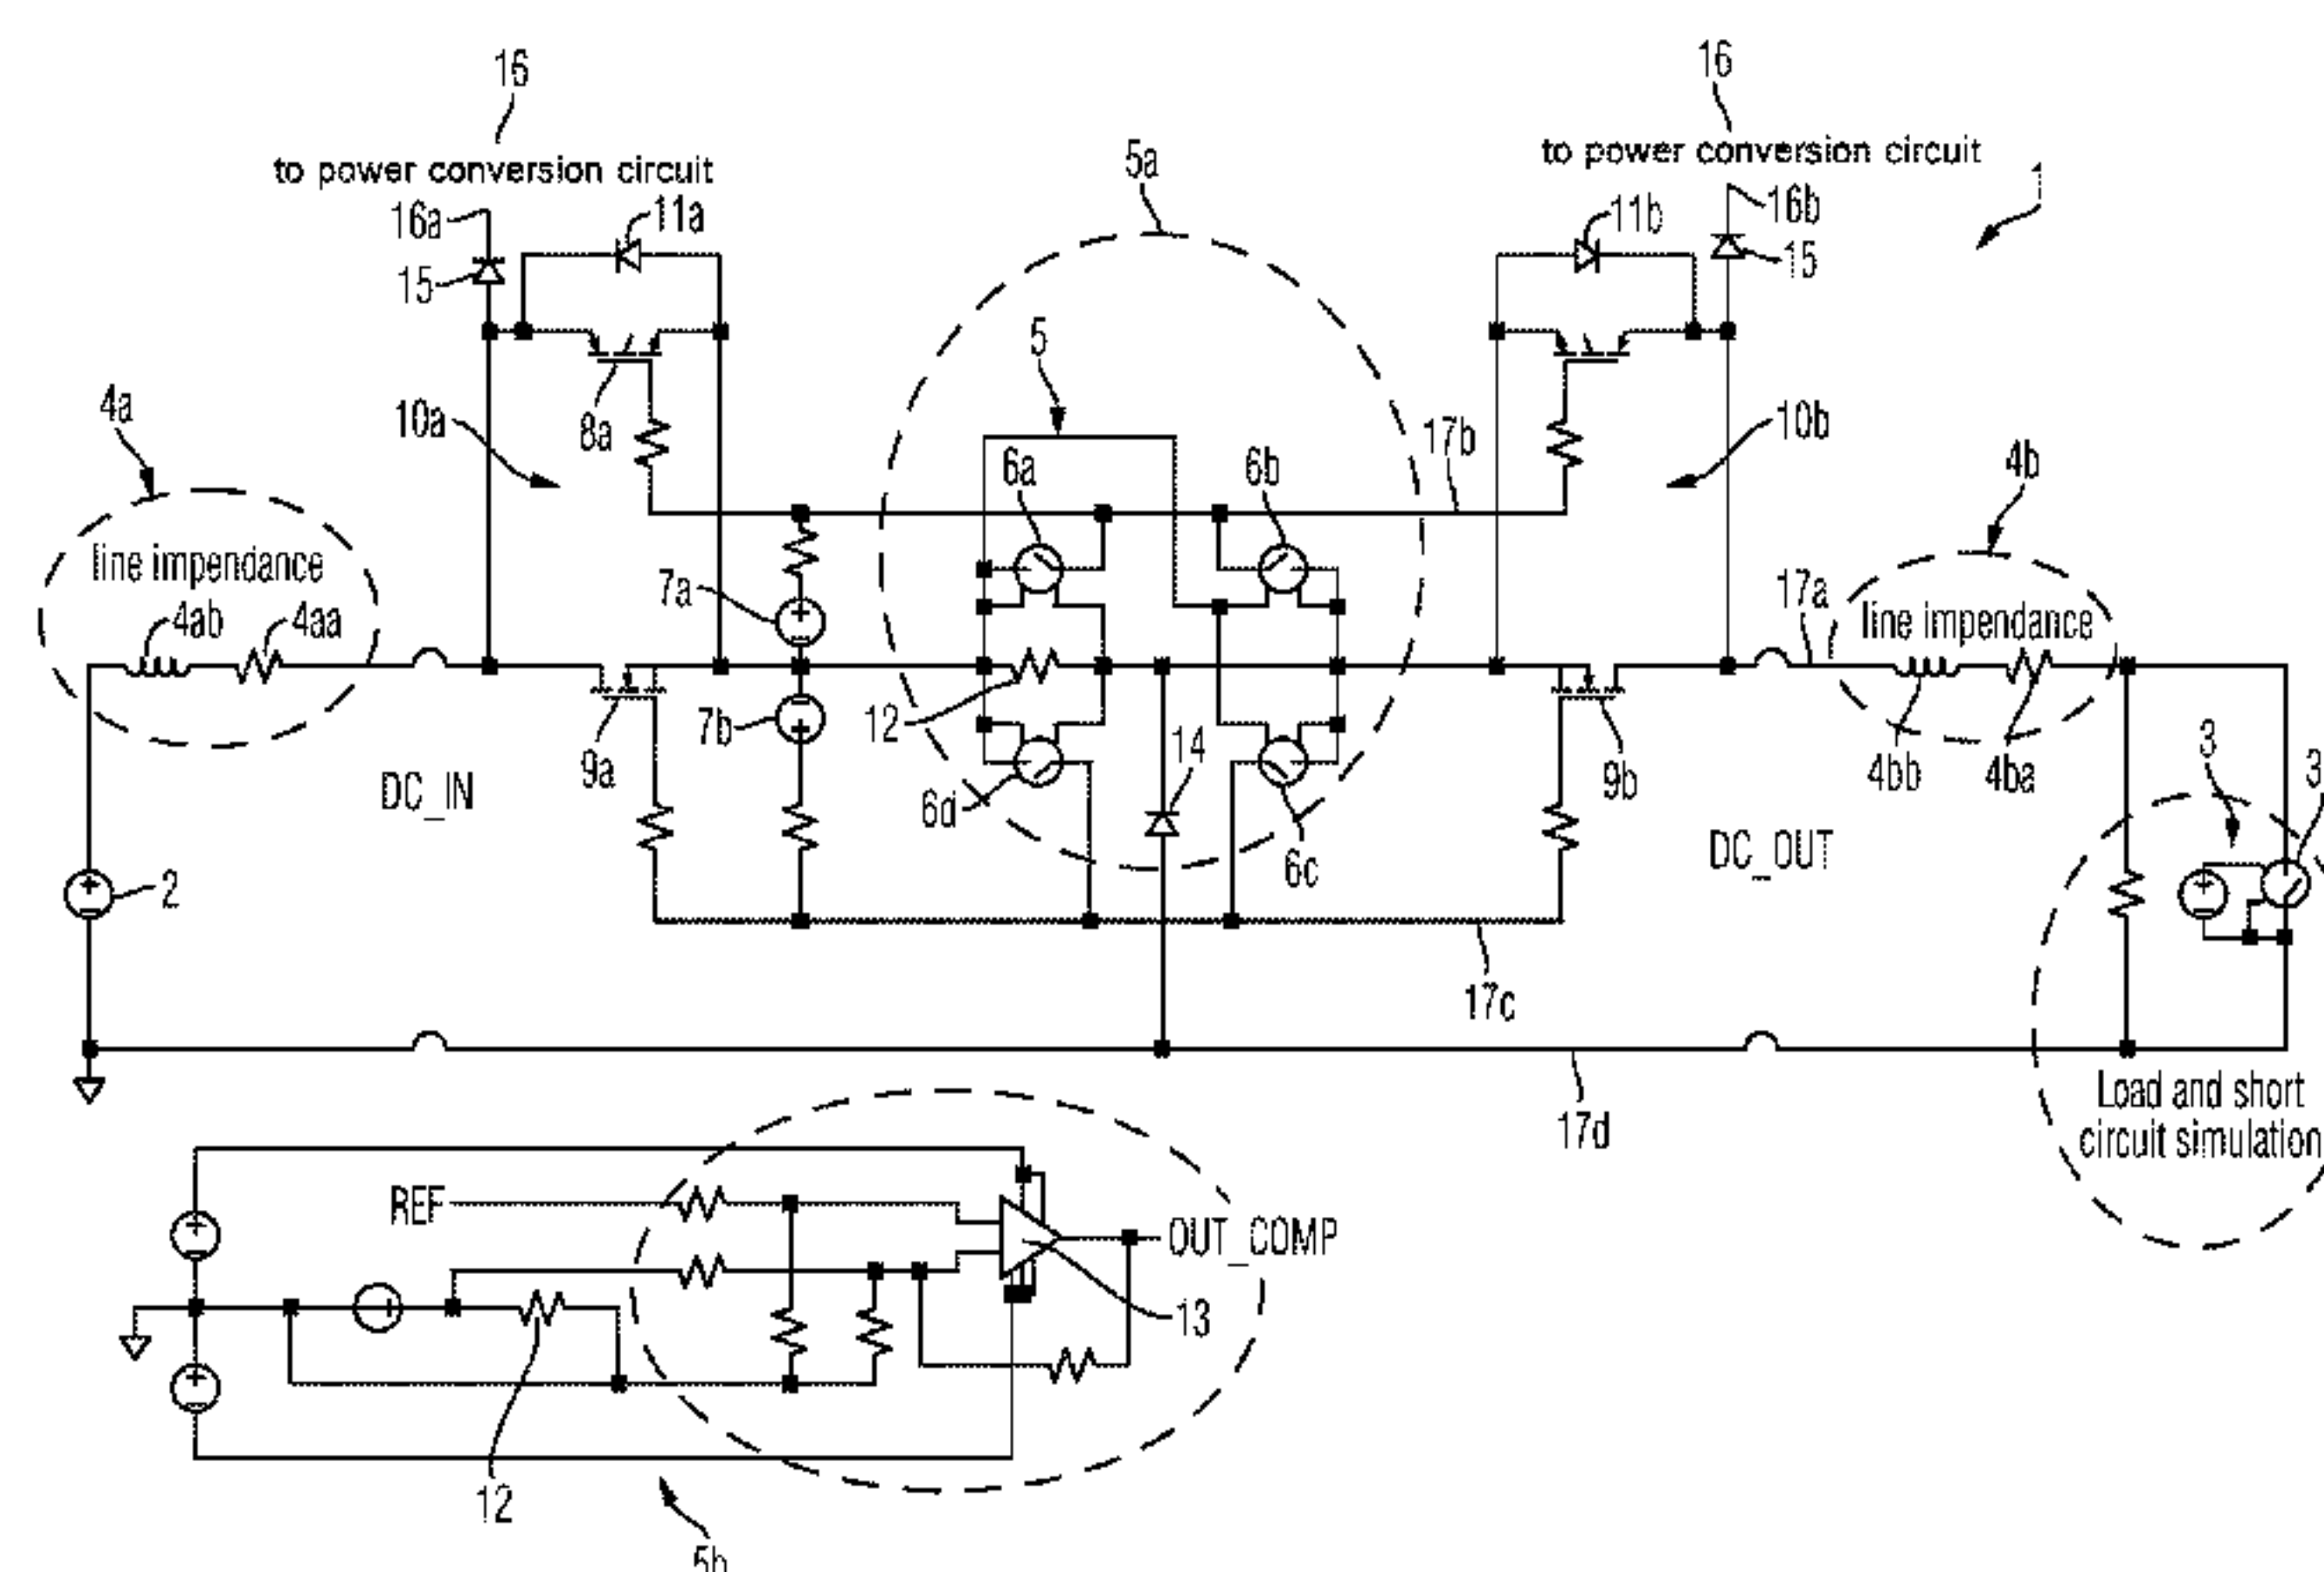 16
16
to power conversion circuit
to power conversion circuit
5a
1
16a
11a
11b
16b
15
15
5
4a
10a
8a
17b
10b
6a
6b
4b
line impendance
7a
17a
line impendance
4ab
4aa
12
7b
14
3
9a
9b
4bb
4ba
3
DC_IN
6d
DC_OUT
6c
2
17c
Load and short
circuit simulation
17d
REF
OUT_COMP
13
12
5b